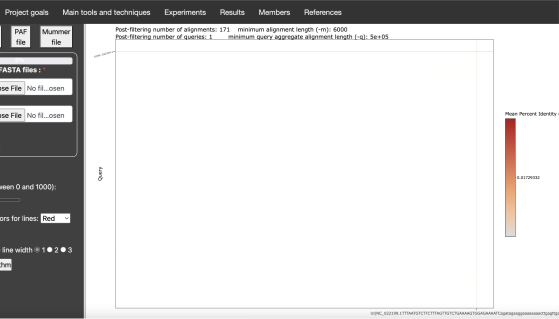 Project goals Main tools and techniques Experiments Results Members References
PAF file
Mummer file
FASTA files : *
se File No fil...osen
se File No fil...osen
ween 0 and 1000):
ors for lines: Red
line width 1 2 3
thm
Post-filtering number of alignments: 171 minimum alignment length (-m): 6000
Post-filtering number of queries: 1 minimum query aggregate alignment length (-q): 5e+05
Query
Mean Percent Identity
0.81729332